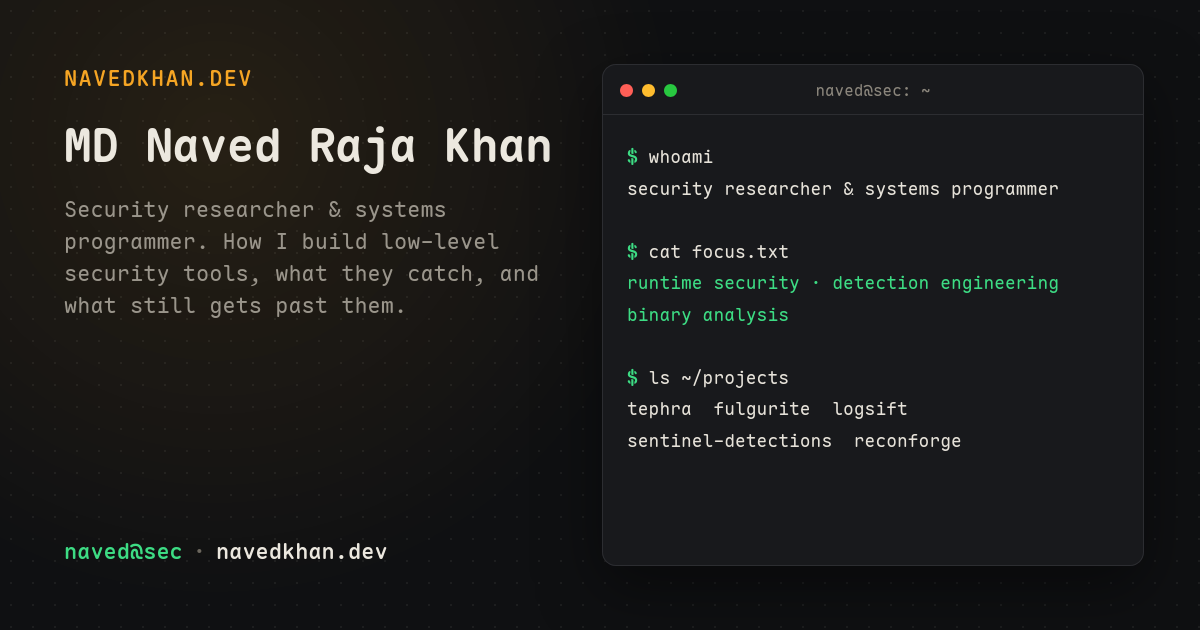 NAVEDKHAN.DEV
MD Naved Raja Khan
Security researcher & systems
programmer. How I build low-level
security tools, what they catch, and
what still gets past them.
naved@sec · navedkhan.dev
naved@sec: ~
$ whoami
security researcher & systems programmer
$ cat focus.txt
runtime security · detection engineering
binary analysis
$ ls ~/projects
tephra  fulgurite  logsift
sentinel-detections  reconforge